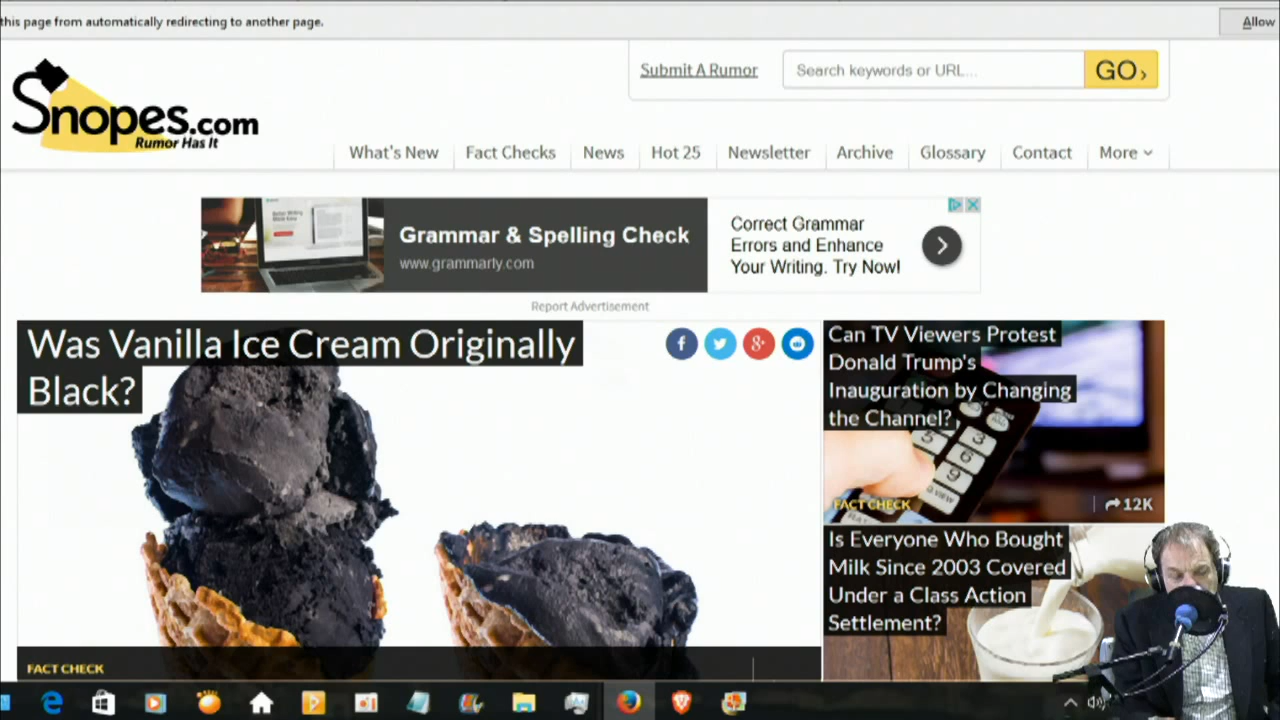 this page from automatically redirecting to another page.
Allow
Snopes.com
Rumor Has It
Submit A Rumor
Search keywords or URL...
GO›
What's New
Fact Checks
News
Hot 25
Newsletter
Archive
Glossary
Contact
More
Grammar & Spelling Check
www.grammarly.com
Correct Grammar
Errors and Enhance
Your Writing. Try Now!
Report Advertisement
Was Vanilla Ice Cream Originally
Black?
FACT CHECK
Can TV Viewers Protest
Donald Trump's
Inauguration by Changing
the Channel?
5
3
6
9
FACT CHECK
12K
Is Everyone Who Bought
Milk Since 2003 Covered
Under a Class Action
Settlement?